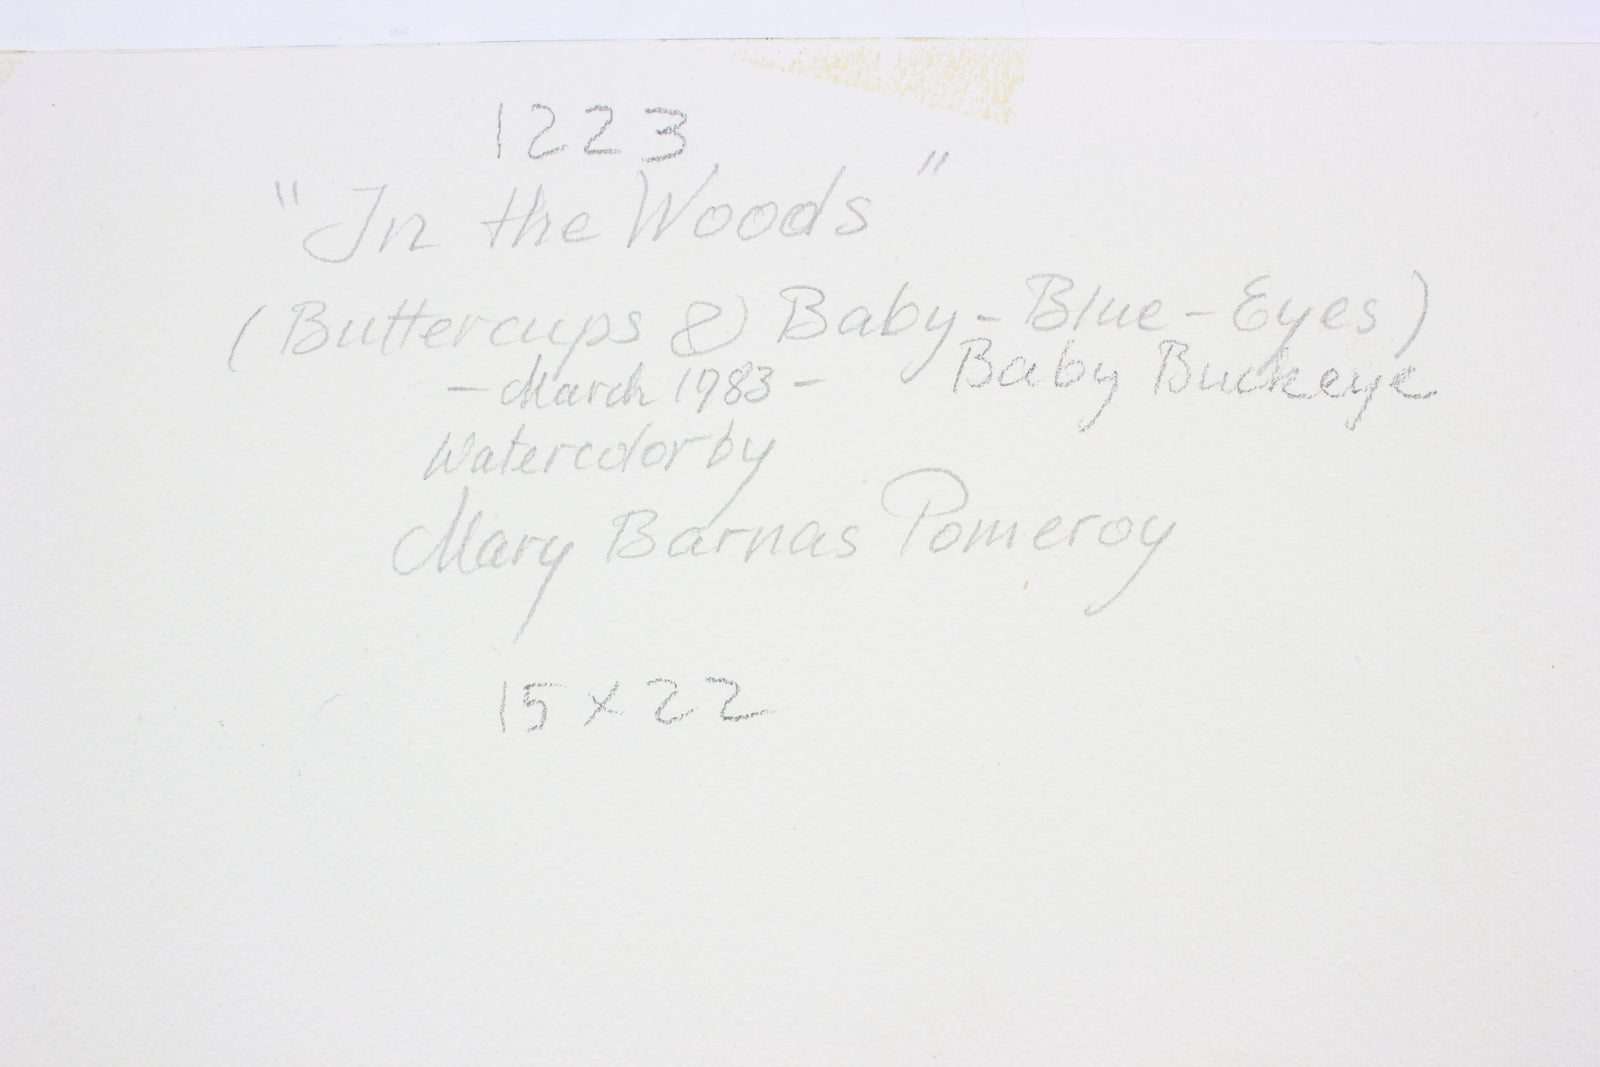 1223
"In the Woods"
(Buttercups & Baby-Blue-Eyes)
Baby Buckeye
- March 1983 -
Watercolor by
Mary Barnas Pomeroy
15 x 22